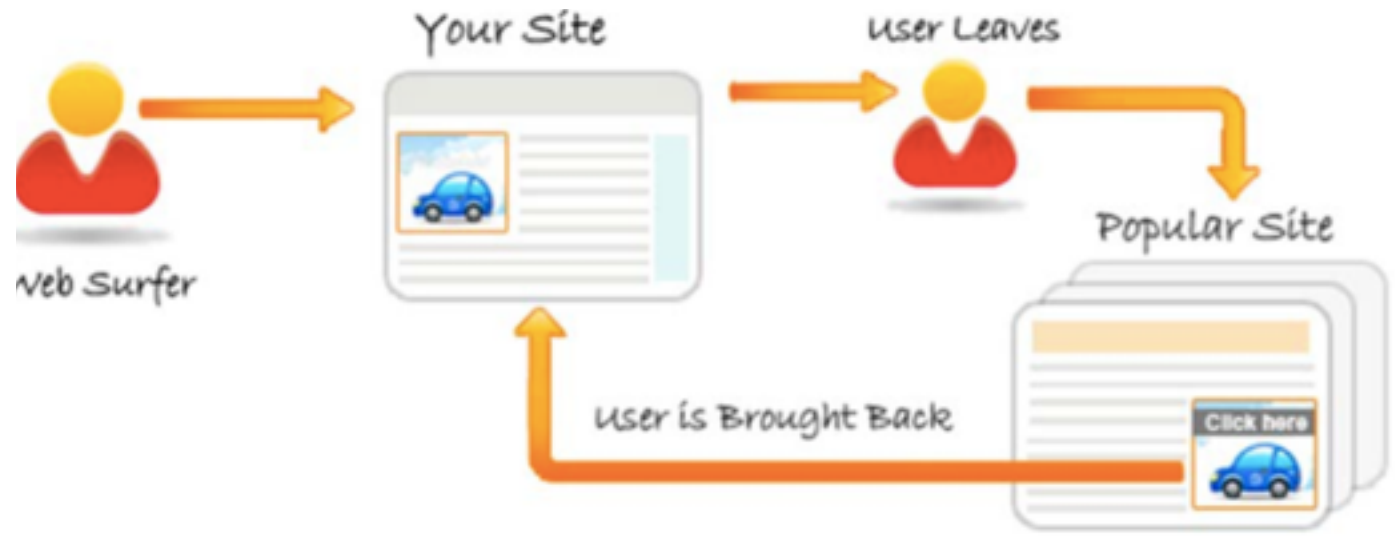 Your Site
User Leaves
Web Surfer
Popular Site
User is Brought Back
Click here